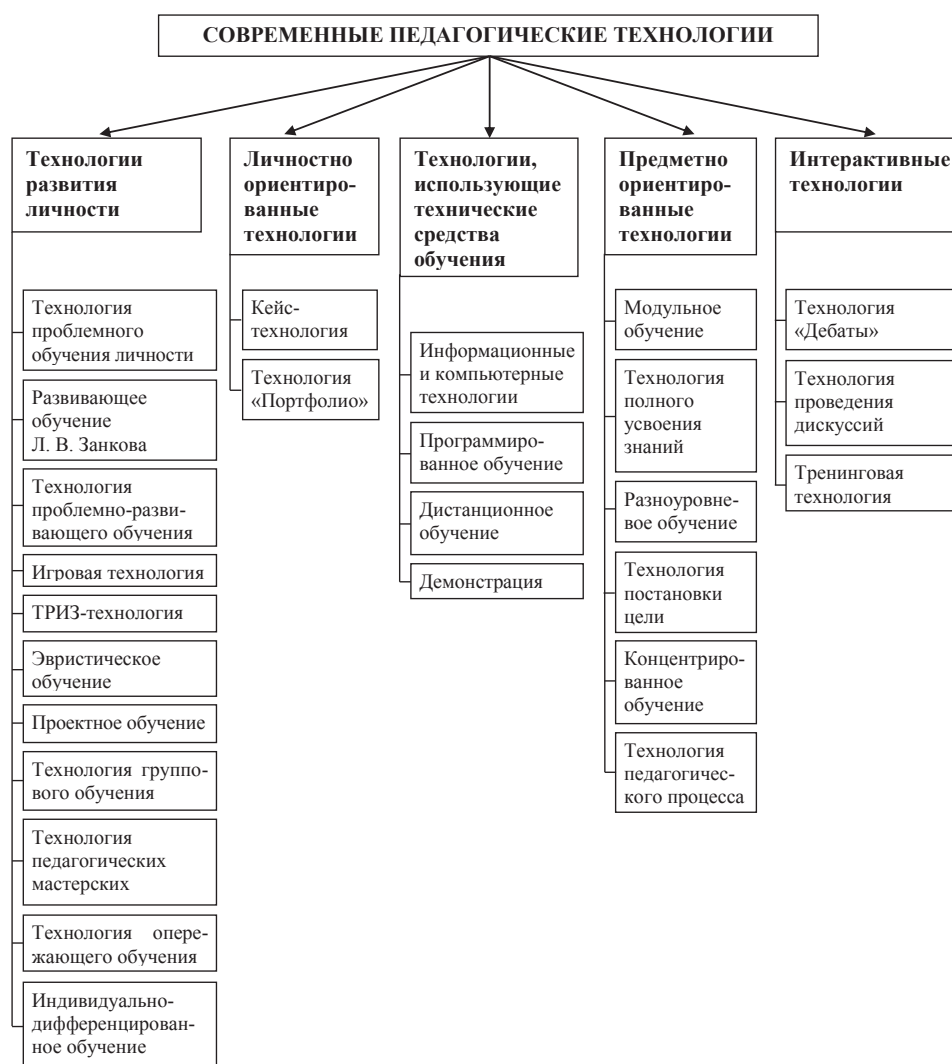 СОВРЕМЕННЫЕ ПЕДАГОГИЧЕСКИЕ ТЕХНОЛОГИИ
Технологии
развития
личности
Технология
проблемного
обучения личности
Развивающее
обучение
Л. В. Занкова
Технология
проблемно-разви-
вающего обучения
Игровая технология
ТРИЗ-технология
Эвристическое
обучение
Проектное обучение
Технология группо-
вого обучения
Технология
педагогических
мастерских
Технология опере-
жающего обучения
Индивидуально-
дифференцирован-
ное обучение
Личностно
ориентиро-
ванные
технологии
Кейс-
технология
Технология
«Портфолио»
Технологии,
использующие
технические
средства
обучения
Информационные
и компьютерные
технологии
Программиро-
ванное обучение
Дистанционное
обучение
Демонстрация
Предметно
ориентиро-
ванные
технологии
Модульное
обучение
Технология
полного
усвоения
знаний
Разноуровне-
вое обучение
Технология
постановки
цели
Концентриро-
ванное
обучение
Технология
педагогичес-
кого процесса
Интерактивные
технологии
Технология
«Дебаты»
Технология
проведения
дискуссий
Тренинговая
технология